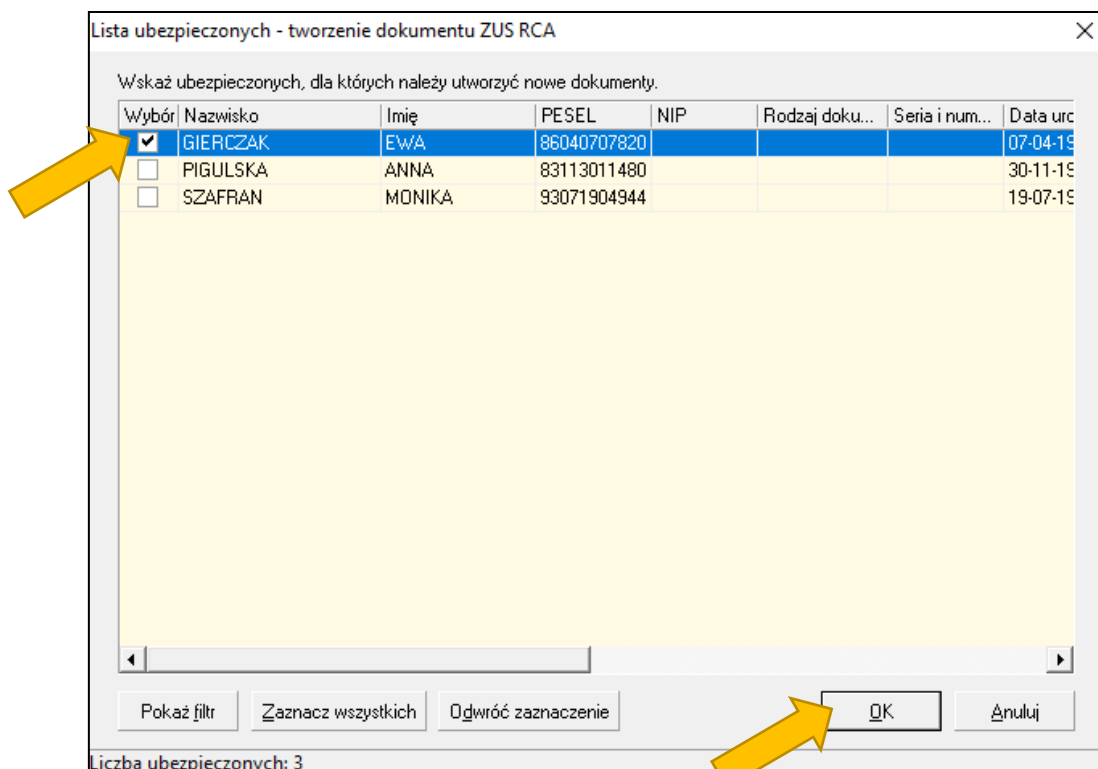 Lista ubezpieczonych - tworzenie dokumentu ZUS RCA
Wskaż ubezpieczonych, dla których należy utworzyć nowe dokumenty.
Wybór Nazwisko Imię PESEL NIP Rodzaj doku... Seria i num... Data uro
GIERCZAK EWA 86040707820 07-04-19
PIGULSKA ANNA 83113011480 30-11-19
SZAFRAN MONIKA 93071904944 19-07-19
Pokaż filtr Zaznacz wszystkich Odwróć zaznaczenie OK Anuluj
Liczba ubezpieczonych: 3